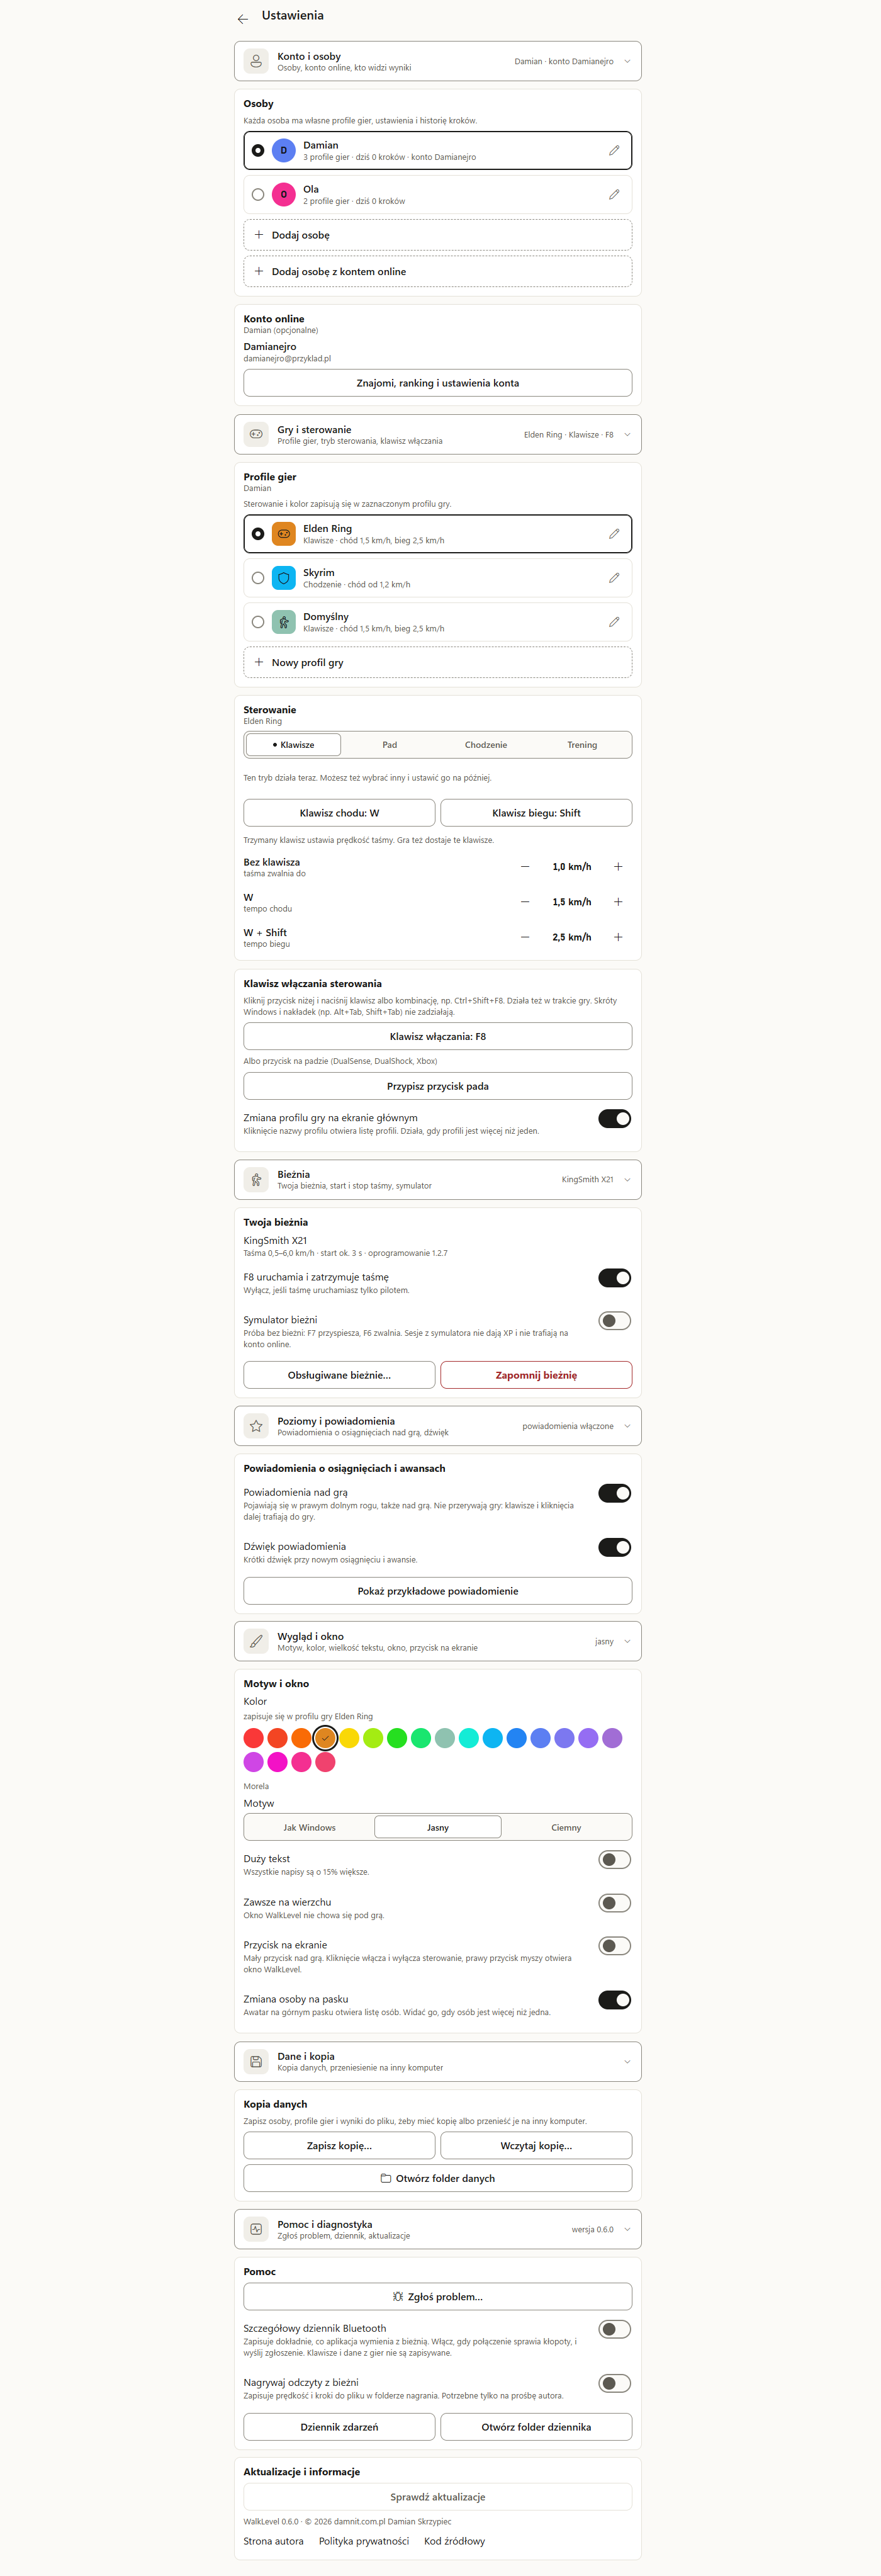 Ustawienia
Konto i osoby
Osoby, konto online, kto widzi wyniki
Damian · konto Damianejro
Osoby
Każda osoba ma własne profile gier, ustawienia i historię kroków.
D
Damian
3 profile gier · dziś 0 kroków · konto Damianejro
O
Ola
2 profile gier · dziś 0 kroków
Dodaj osobę
Dodaj osobę z kontem online
Konto online
Damian (opcjonalne)
Damianejro
damianejro@przyklad.pl
Znajomi, ranking i ustawienia konta
Gry i sterowanie
Profile gier, tryb sterowania, klawisz włączania
Elden Ring · Klawisze · F8
Profile gier
Damian
Sterowanie i kolor zapisują się w zaznaczonym profilu gry.
Elden Ring
Klawisze · chód 1,5 km/h, bieg 2,5 km/h
Skyrim
Chodzenie · chód od 1,2 km/h
Domyślny
Klawisze · chód 1,5 km/h, bieg 2,5 km/h
Nowy profil gry
Sterowanie
Elden Ring
Klawisze Pad Chodzenie Trening
Ten tryb działa teraz. Możesz też wybrać inny i ustawić go na później.
Klawisz chodu: W Klawisz biegu: Shift
Trzymany klawisz ustawia prędkość taśmy. Gra też dostaje te klawisze.
Bez klawisza
taśma zwalnia do
1,0 km/h
W
tempo chodu
1,5 km/h
W + Shift
tempo biegu
2,5 km/h
Klawisz włączania sterowania
Kliknij przycisk niżej i naciśnij klawisz albo kombinację, np. Ctrl+Shift+F8. Działa też w trakcie gry. Skróty
Windows i nakładek (np. Alt+Tab, Shift+Tab) nie zadziałają.
Klawisz włączania: F8
Albo przycisk na padzie (DualSense, DualShock, Xbox)
Przypisz przycisk pada
Zmiana profilu gry na ekranie głównym
Kliknięcie nazwy profilu otwiera listę profili. Działa, gdy profili jest więcej niż jeden.
Bieżnia
Twoja bieżnia, start i stop taśmy, symulator
KingSmith X21
Twoja bieżnia
KingSmith X21
Taśma 0,5–6,0 km/h · start ok. 3 s · oprogramowanie 1.2.7
F8 uruchamia i zatrzymuje taśmę
Wyłącz, jeśli taśmę uruchamiasz tylko pilotem.
Symulator bieżni
Próba bez bieżni: F7 przyspiesza, F6 zwalnia. Sesje z symulatora nie dają XP i nie trafiają na
konto online.
Obsługiwane bieżnie... Zapomnij bieżnię
Poziomy i powiadomienia
Powiadomienia o osiągnięciach nad grą, dźwięk
powiadomienia włączone
Powiadomienia o osiągnięciach i awansach
Powiadomienia nad grą
Pojawiają się w prawym dolnym rogu, także nad grą. Nie przerywają gry: klawisze i kliknięcia
dalej trafiają do gry.
Dźwięk powiadomienia
Krótki dźwięk przy nowym osiągnięciu i awansie.
Pokaż przykładowe powiadomienie
Wygląd i okno
Motyw, kolor, wielkość tekstu, okno, przycisk na ekranie
jasny
Motyw i okno
Kolor
zapisuje się w profilu gry Elden Ring
Morela
Motyw
Jak Windows Jasny Ciemny
Duży tekst
Wszystkie napisy są o 15% większe.
Zawsze na wierzchu
Okno WalkLevel nie chowa się pod grą.
Przycisk na ekranie
Mały przycisk nad grą. Kliknięcie włącza i wyłącza sterowanie, prawy przycisk myszy otwiera
okno WalkLevel.
Zmiana osoby na pasku
Awatar na górnym pasku otwiera listę osób. Widać go, gdy osób jest więcej niż jedna.
Dane i kopia
Kopia danych, przeniesienie na inny komputer
Kopia danych
Zapisz osoby, profile gier i wyniki do pliku, żeby mieć kopię albo przenieść je na inny komputer.
Zapisz kopię... Wczytaj kopię...
Otwórz folder danych
Pomoc i diagnostyka
Zgłoś problem, dziennik, aktualizacje
wersja 0.6.0
Pomoc
Zgłoś problem...
Szczegółowy dziennik Bluetooth
Zapisuje dokładnie, co aplikacja wymienia z bieżnią. Włącz, gdy połączenie sprawia kłopoty, i
wyślij zgłoszenie. Klawisze i dane z gier nie są zapisywane.
Nagrywaj odczyty z bieżni
Zapisuje prędkość i kroki do pliku w folderze nagrania. Potrzebne tylko na prośbę autora.
Dziennik zdarzeń Otwórz folder dziennika
Aktualizacje i informacje
Sprawdź aktualizacje
WalkLevel 0.6.0 · © 2026 damnit.com.pl Damian Skrzypiec
Strona autora Polityka prywatności Kod źródłowy